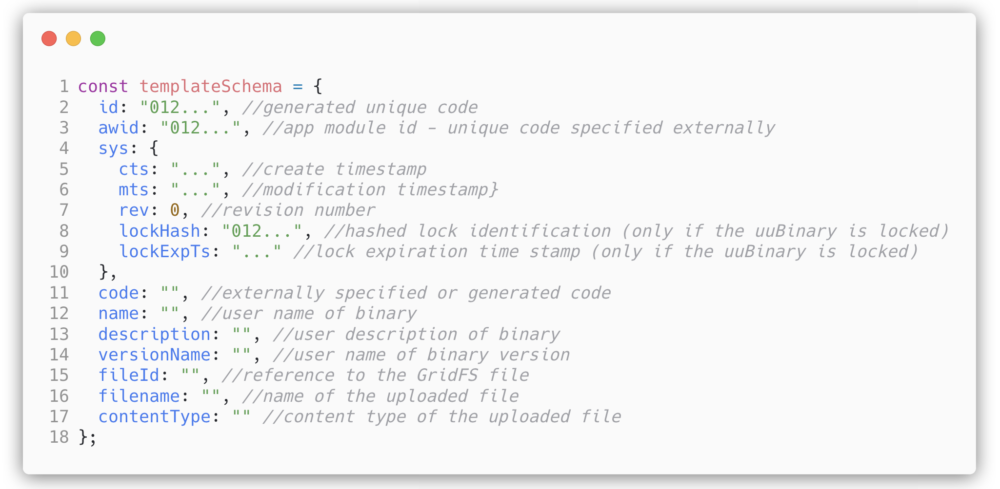 1 const templateSchema = {
2   id: "012...", //generated unique code
3   awid: "012...", //app module id - unique code specified externally
4   sys: {
5     cts: "...", //create timestamp
6     mts: "...", //modification timestamp}
7     rev: 0, //revision number
8     lockHash: "012...", //hashed lock identification (only if the uuBinary is locked)
9     lockExpTs: "..." //lock expiration time stamp (only if the uuBinary is locked)
10   },
11   code: "", //externally specified or generated code
12   name: "", //user name of binary
13   description: "", //user description of binary
14   versionName: "", //user name of binary version
15   fileId: "", //reference to the GridFS file
16   filename: "", //name of the uploaded file
17   contentType: "" //content type of the uploaded file
18 };